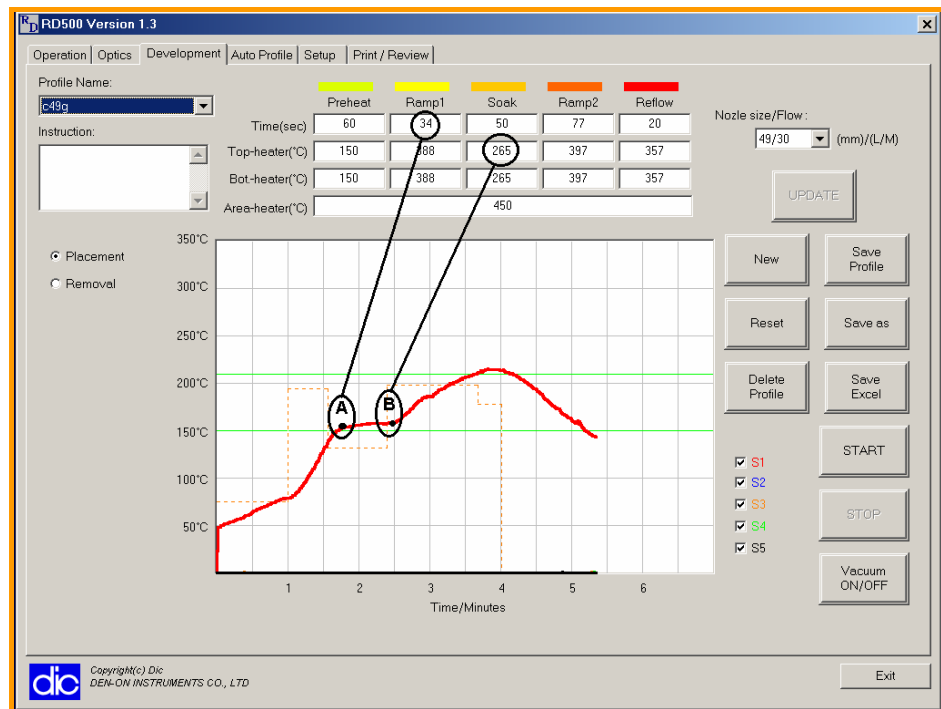 RD500 Version 1.3
Operation Optics Development Auto Profile Setup Print / Review
Profile Name:
c49g
Instruction:
Preheat Ramp1 Soak Ramp2 Reflow
Time(sec) 60 34 50 77 20
Top-heater(°C) 150 388 265 397 357
Bot.-heater(°C) 150 388 265 397 357
Area-heater(°C) 450
Nozle size/Flow :
49/30 (mm)/(L/M)
UPDATE
Placement
Removal
New
Save
Profile
Reset
Save as
Delete
Profile
Save
Excel
START
STOP
Vacuum
ON/OFF
S1
S2
S3
S4
S5
350°C
300°C
250°C
200°C
150°C
100°C
50°C
A
B
1 2 3 4 5 6
Time/Minutes
dic
Copyright(c) Dic
DEN-ON INSTRUMENTS CO., LTD
Exit